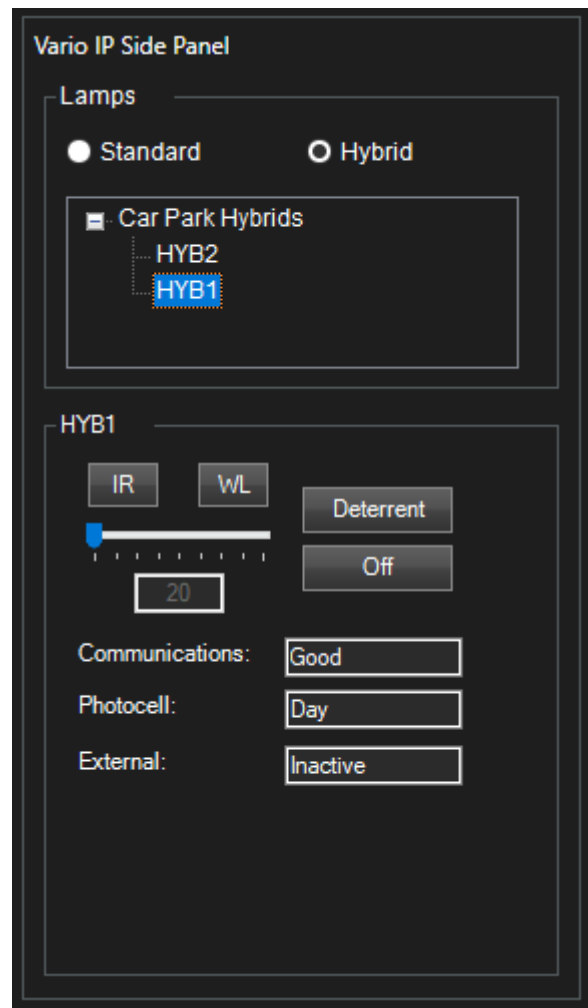 Vario IP Side Panel
Lamps
Standard Hybrid
Car Park Hybrids
HYB2
HYB1
HYB1
IR WL
Deterrent
Off
20
Communications: Good
Photocell: Day
External: Inactive